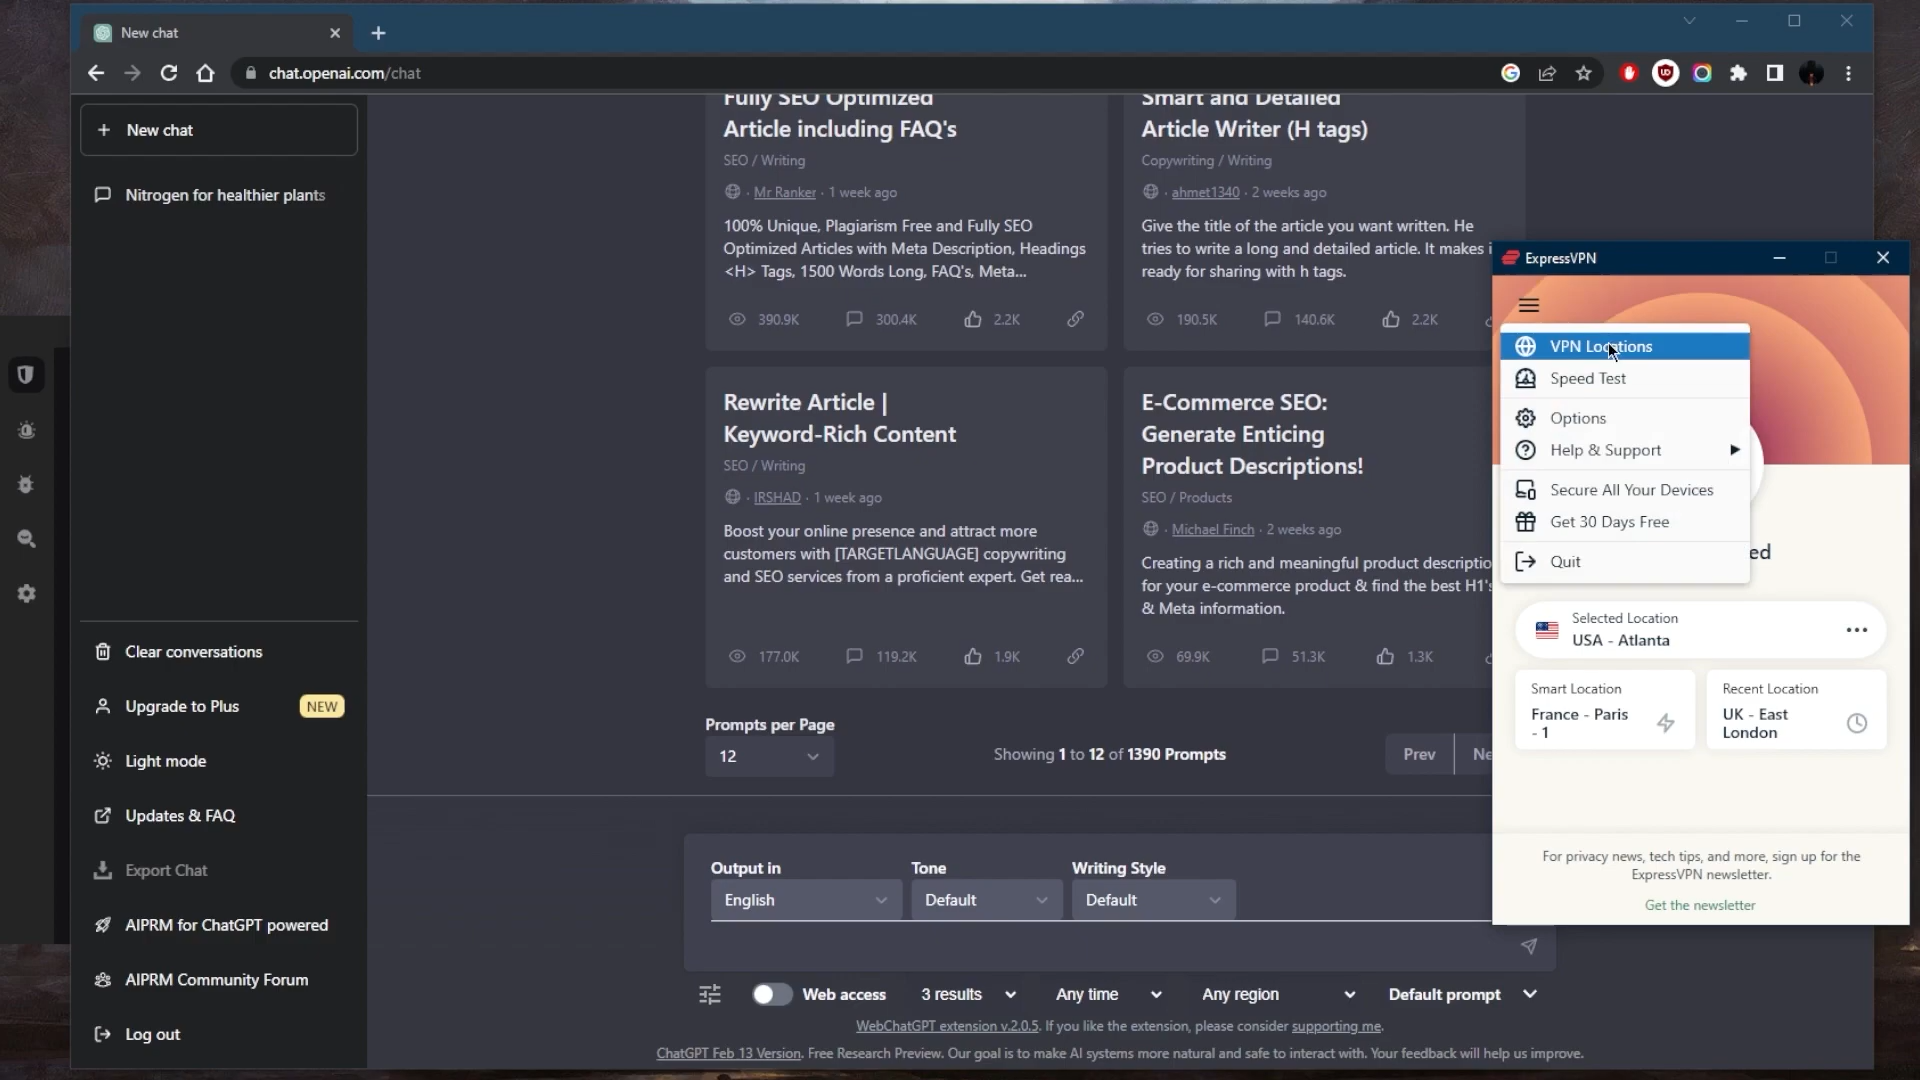 New chat
chat.openai.com/chat
New chat
Nitrogen for healthier plants
Clear conversations
Upgrade to Plus NEW
Light mode
Updates & FAQ
Export Chat
AIPRM for ChatGPT powered
AIPRM Community Forum
Log out
Fully SEO Optimized
Article including FAQ's
SEO / Writing
· Mr Ranker · 1 week ago
100% Unique, Plagiarism Free and Fully SEO
Optimized Articles with Meta Description, Headings
<H> Tags, 1500 Words Long, FAQ's, Meta...
390.9K 300.4K 2.2K
Smart and Detailed
Article Writer (H tags)
Copywriting / Writing
· ahmet1340 · 2 weeks ago
Give the title of the article you want written. He
tries to write a long and detailed article. It makes i
ready for sharing with h tags.
190.5K 140.6K 2.2K
Rewrite Article |
Keyword-Rich Content
SEO / Writing
· IRSHAD · 1 week ago
Boost your online presence and attract more
customers with [TARGETLANGUAGE] copywriting
and SEO services from a proficient expert. Get rea...
177.0K 119.2K 1.9K
E-Commerce SEO:
Generate Enticing
Product Descriptions!
SEO / Products
· Michael Finch · 2 weeks ago
Creating a rich and meaningful product descriptio
for your e-commerce product & find the best H1's
& Meta information.
69.9K 51.3K 1.3K
Prompts per Page
12
Showing 1 to 12 of 1390 Prompts
Prev Ne
Output in Tone Writing Style
English Default Default
Web access 3 results Any time Any region Default prompt
WebChatGPT extension v.2.0.5. If you like the extension, please consider supporting me.
ChatGPT Feb 13 Version. Free Research Preview. Our goal is to make AI systems more natural and safe to interact with. Your feedback will help us improve.
ExpressVPN
VPN Locations
Speed Test
Options
Help & Support
Secure All Your Devices
Get 30 Days Free
Quit
ed
Selected Location
USA - Atlanta
Smart Location
France - Paris
- 1
Recent Location
UK - East
London
For privacy news, tech tips, and more, sign up for the
ExpressVPN newsletter.
Get the newsletter